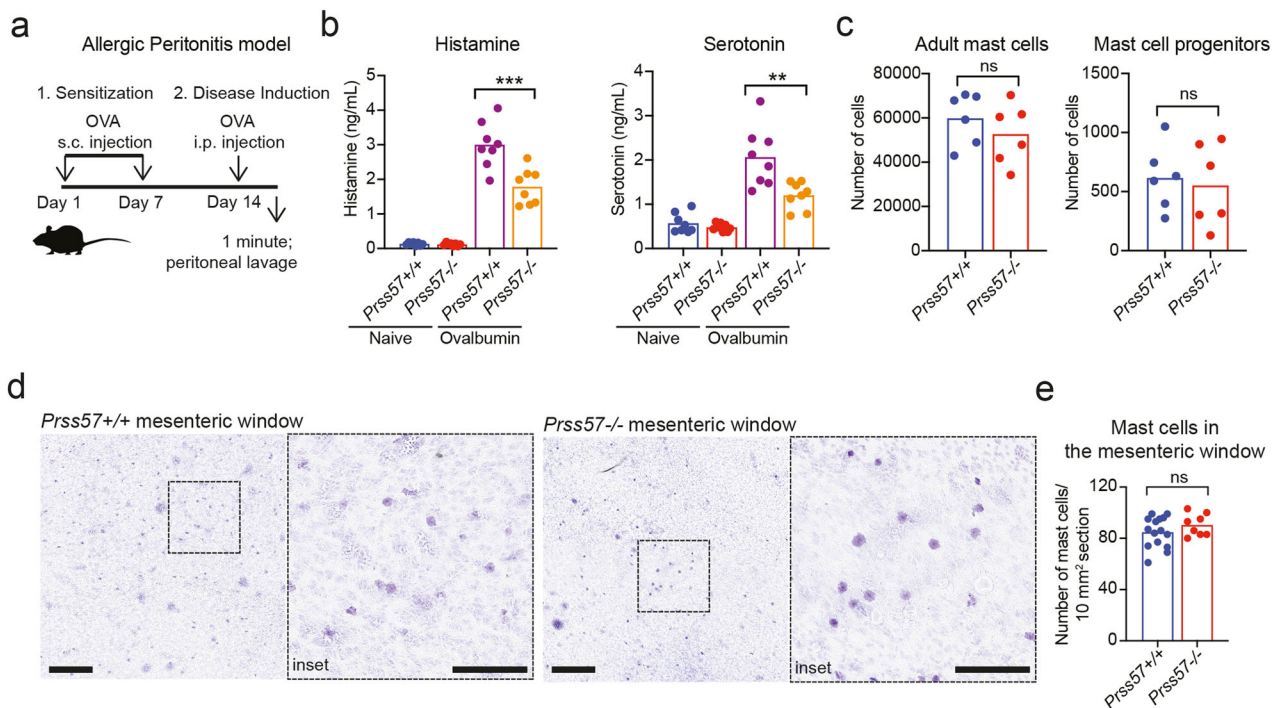 a
Allergic Peritonitis model
1. Sensitization
2. Disease Induction
OVA
s.c. injection
OVA
i.p. injection
Day 1
Day 7
Day 14
1 minute;
peritoneal lavage
b
Histamine
Histamine (ng/mL)
5
4
3
2
1
0
***
Prss57+/+
Prss57-/-
Prss57+/+
Prss57-/-
Naive
Ovalbumin
Serotonin
Serotonin (ng/mL)
4
3
2
1
0
**
Prss57+/+
Prss57-/-
Prss57+/+
Prss57-/-
Naive
Ovalbumin
c
Adult mast cells
Number of cells
80000
60000
40000
20000
0
ns
Prss57+/+
Prss57-/-
Mast cell progenitors
Number of cells
1500
1000
500
0
ns
Prss57+/+
Prss57-/-
d
Prss57+/+ mesenteric window
inset
Prss57-/- mesenteric window
inset
e
Mast cells in
the mesenteric window
Number of mast cells/
10 mm² section
120
80
40
0
ns
Prss57+/+
Prss57-/-